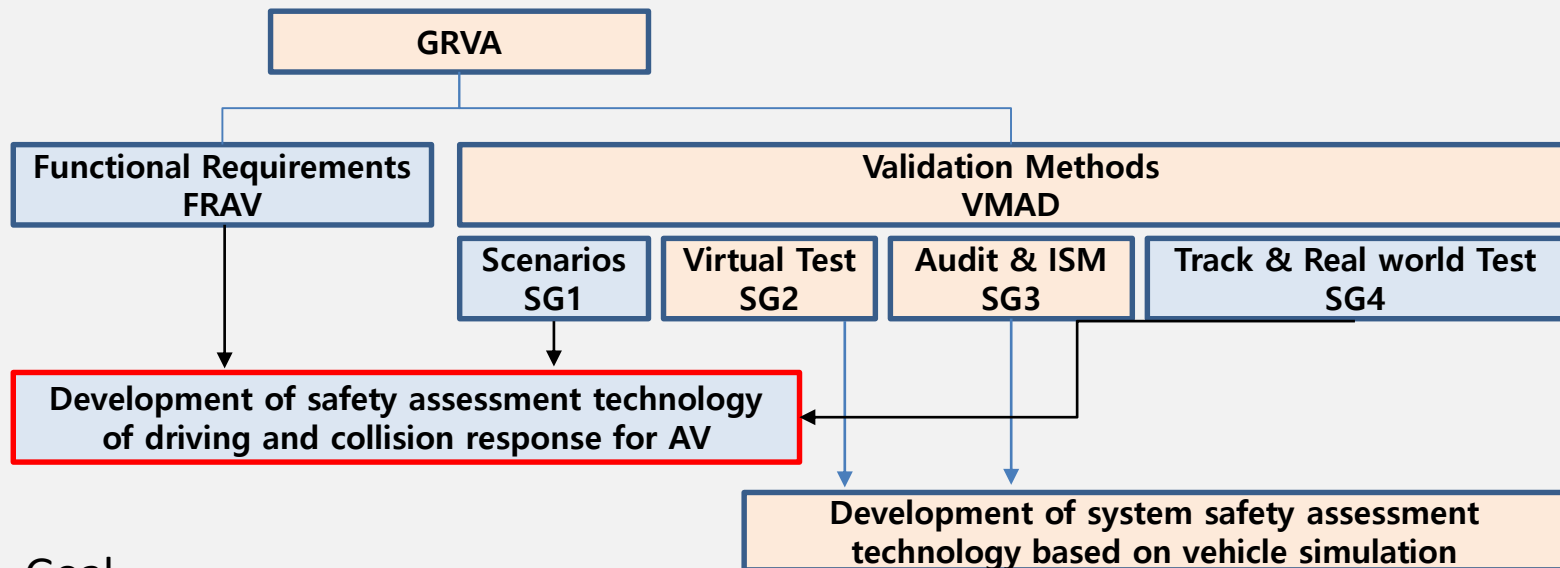 GRVA
Functional Requirements
FRAV
Validation Methods
VMAD
Scenarios
SG1
Virtual Test
SG2
Audit & ISM
SG3
Track & Real world Test
SG4
Development of safety assessment technology
of driving and collision response for AV
Development of system safety assessment
technology based on vehicle simulation
Goal